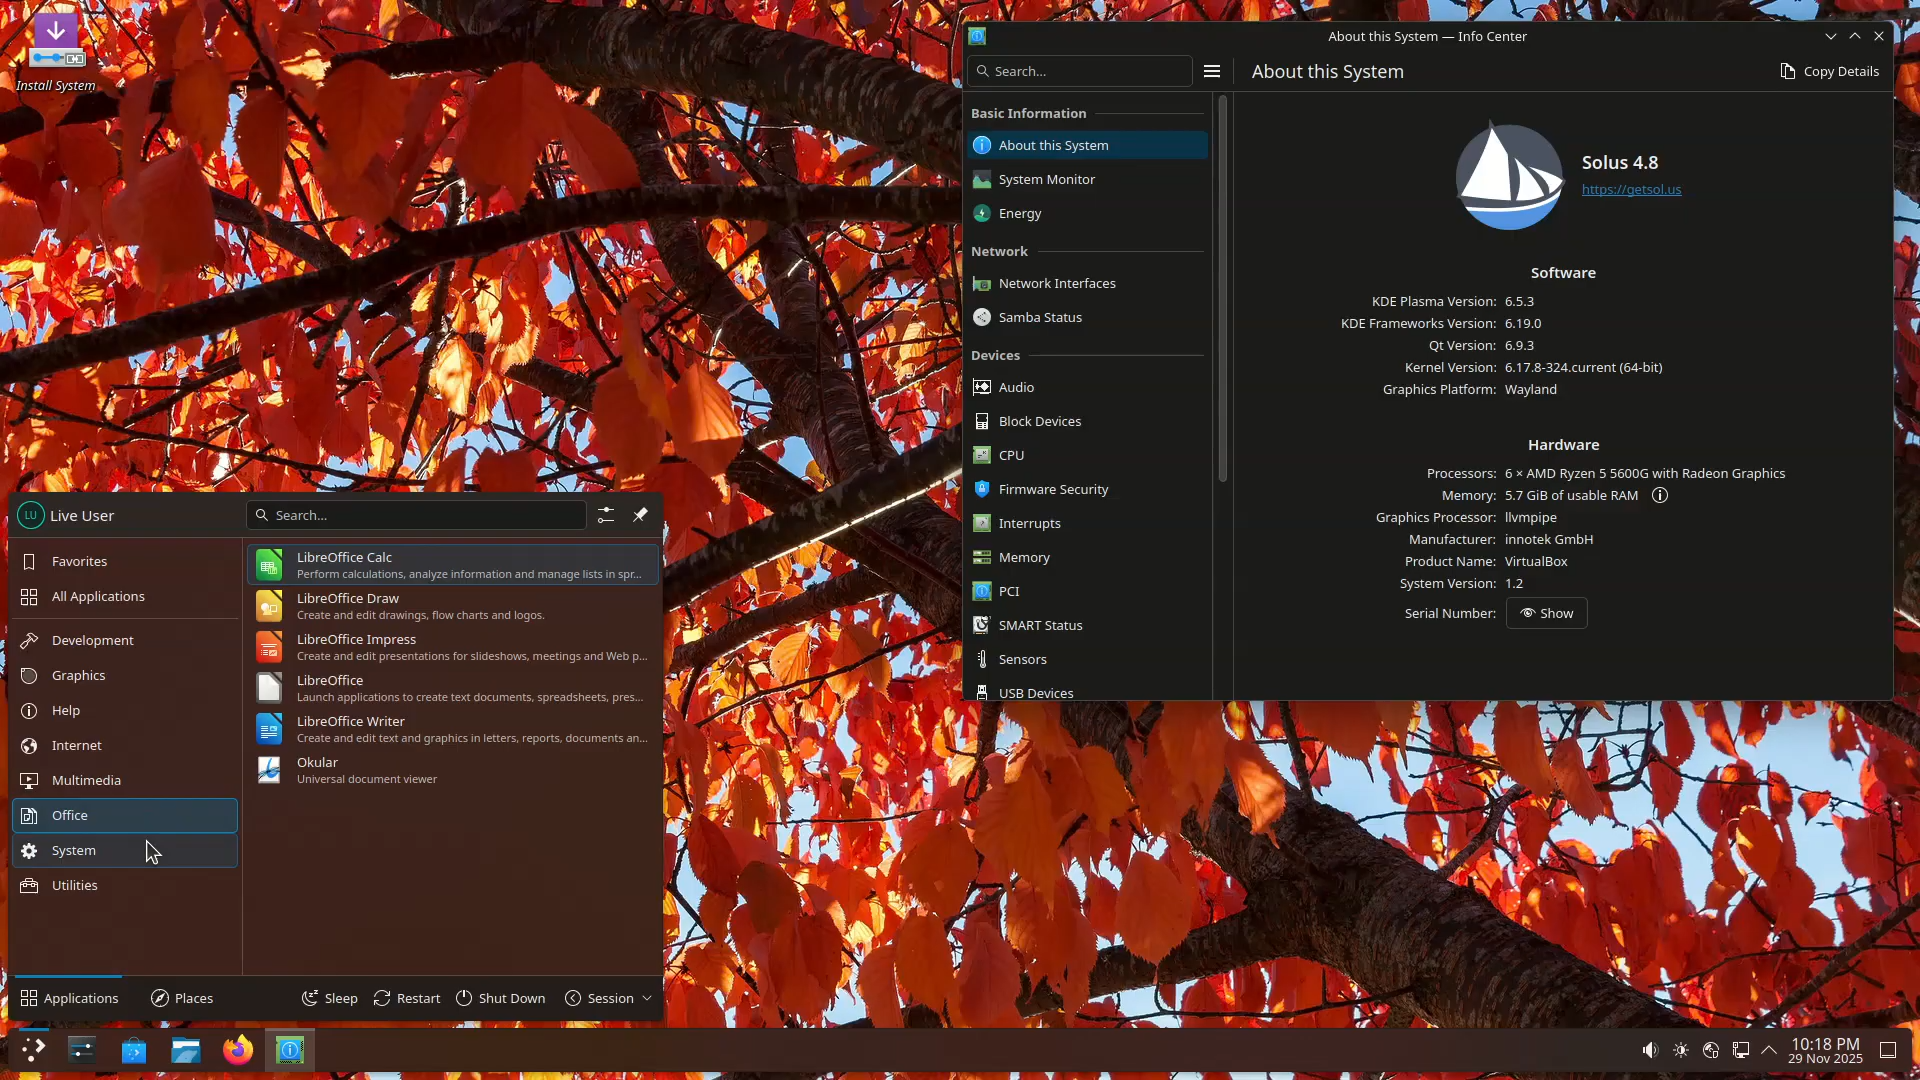 Install System
About this System — Info Center
Search...
About this System
Copy Details
Basic Information
About this System
System Monitor
Energy
Network
Network Interfaces
Samba Status
Devices
Audio
Block Devices
CPU
Firmware Security
Interrupts
Memory
PCI
SMART Status
Sensors
USB Devices
Solus 4.8
https://getsol.us
Software
KDE Plasma Version: 6.5.3
KDE Frameworks Version: 6.19.0
Qt Version: 6.9.3
Kernel Version: 6.17.8-324.current (64-bit)
Graphics Platform: Wayland
Hardware
Processors: 6 × AMD Ryzen 5 5600G with Radeon Graphics
Memory: 5.7 GiB of usable RAM
Graphics Processor: llvmpipe
Manufacturer: innotek GmbH
Product Name: VirtualBox
System Version: 1.2
Serial Number: Show
LU Live User
Search...
Favorites
All Applications
Development
Graphics
Help
Internet
Multimedia
Office
System
Utilities
LibreOffice Calc
Perform calculations, analyze information and manage lists in spr...
LibreOffice Draw
Create and edit drawings, flow charts and logos.
LibreOffice Impress
Create and edit presentations for slideshows, meetings and Web p...
LibreOffice
Launch applications to create text documents, spreadsheets, pres...
LibreOffice Writer
Create and edit text and graphics in letters, reports, documents an...
Okular
Universal document viewer
Applications
Places
Sleep
Restart
Shut Down
Session
10:18 PM
29 Nov 2025